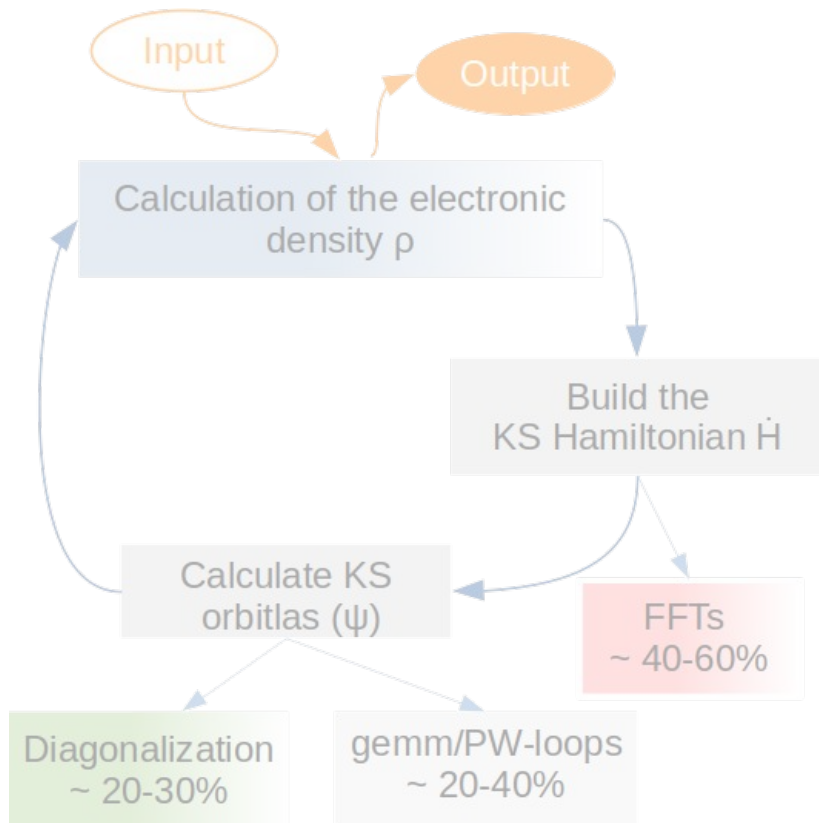 Input
Output
Calculation of the electronic
density ρ
Build the
KS Hamiltonian Ḣ
Calculate KS
orbitlas (ψ)
FFTs
~ 40-60%
Diagonalization
~ 20-30%
gemm/PW-loops
~ 20-40%